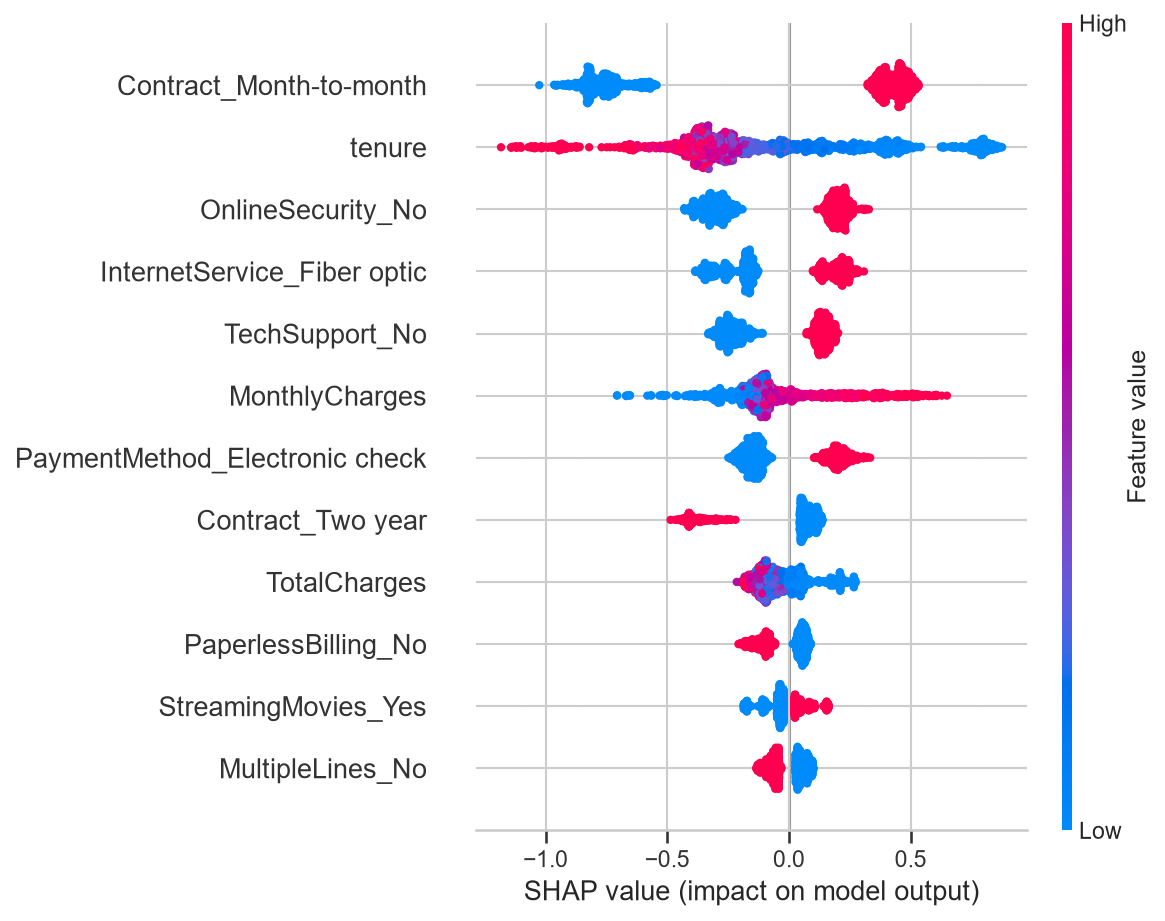 High
Contract_Month-to-month
tenure
OnlineSecurity_No
InternetService_Fiber optic
TechSupport_No
MonthlyCharges
PaymentMethod_Electronic check
Contract_Two year
TotalCharges
PaperlessBilling_No
StreamingMovies_Yes
MultipleLines_No
Feature value
Low
−1.0 −0.5 0.0 0.5
SHAP value (impact on model output)